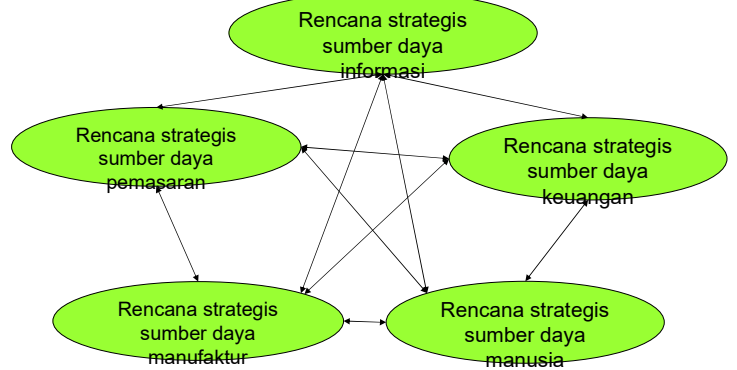 Rencana strategis
sumber daya
informasi
Rencana strategis
sumber daya
pemasaran
Rencana strategis
sumber daya
keuangan
Rencana strategis
sumber daya
manufaktur
Rencana strategis
sumber daya
manusia